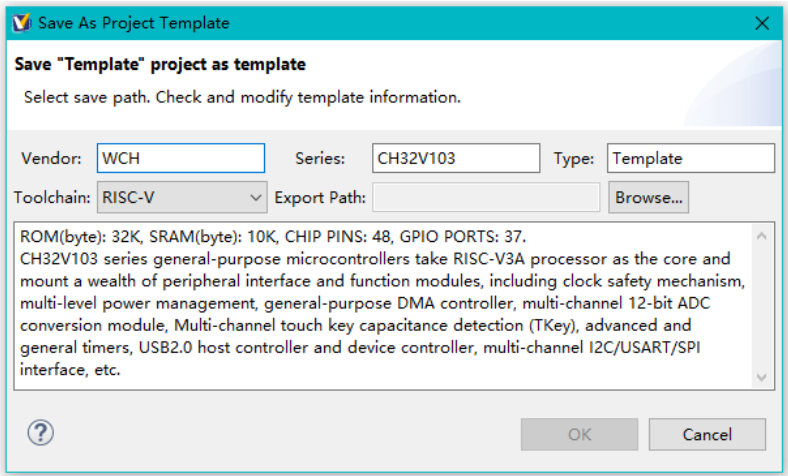 Save As Project Template
Save "Template" project as template
Select save path. Check and modify template information.
Vendor: WCH Series: CH32V103 Type: Template
Toolchain: RISC-V Export Path: Browse...
ROM(byte): 32K, SRAM(byte): 10K, CHIP PINS: 48, GPIO PORTS: 37.
CH32V103 series general-purpose microcontrollers take RISC-V3A processor as the core and
mount a wealth of peripheral interface and function modules, including clock safety mechanism,
multi-level power management, general-purpose DMA controller, multi-channel 12-bit ADC
conversion module, Multi-channel touch key capacitance detection (TKey), advanced and
general timers, USB2.0 host controller and device controller, multi-channel I2C/USART/SPI
interface, etc.
? OK Cancel